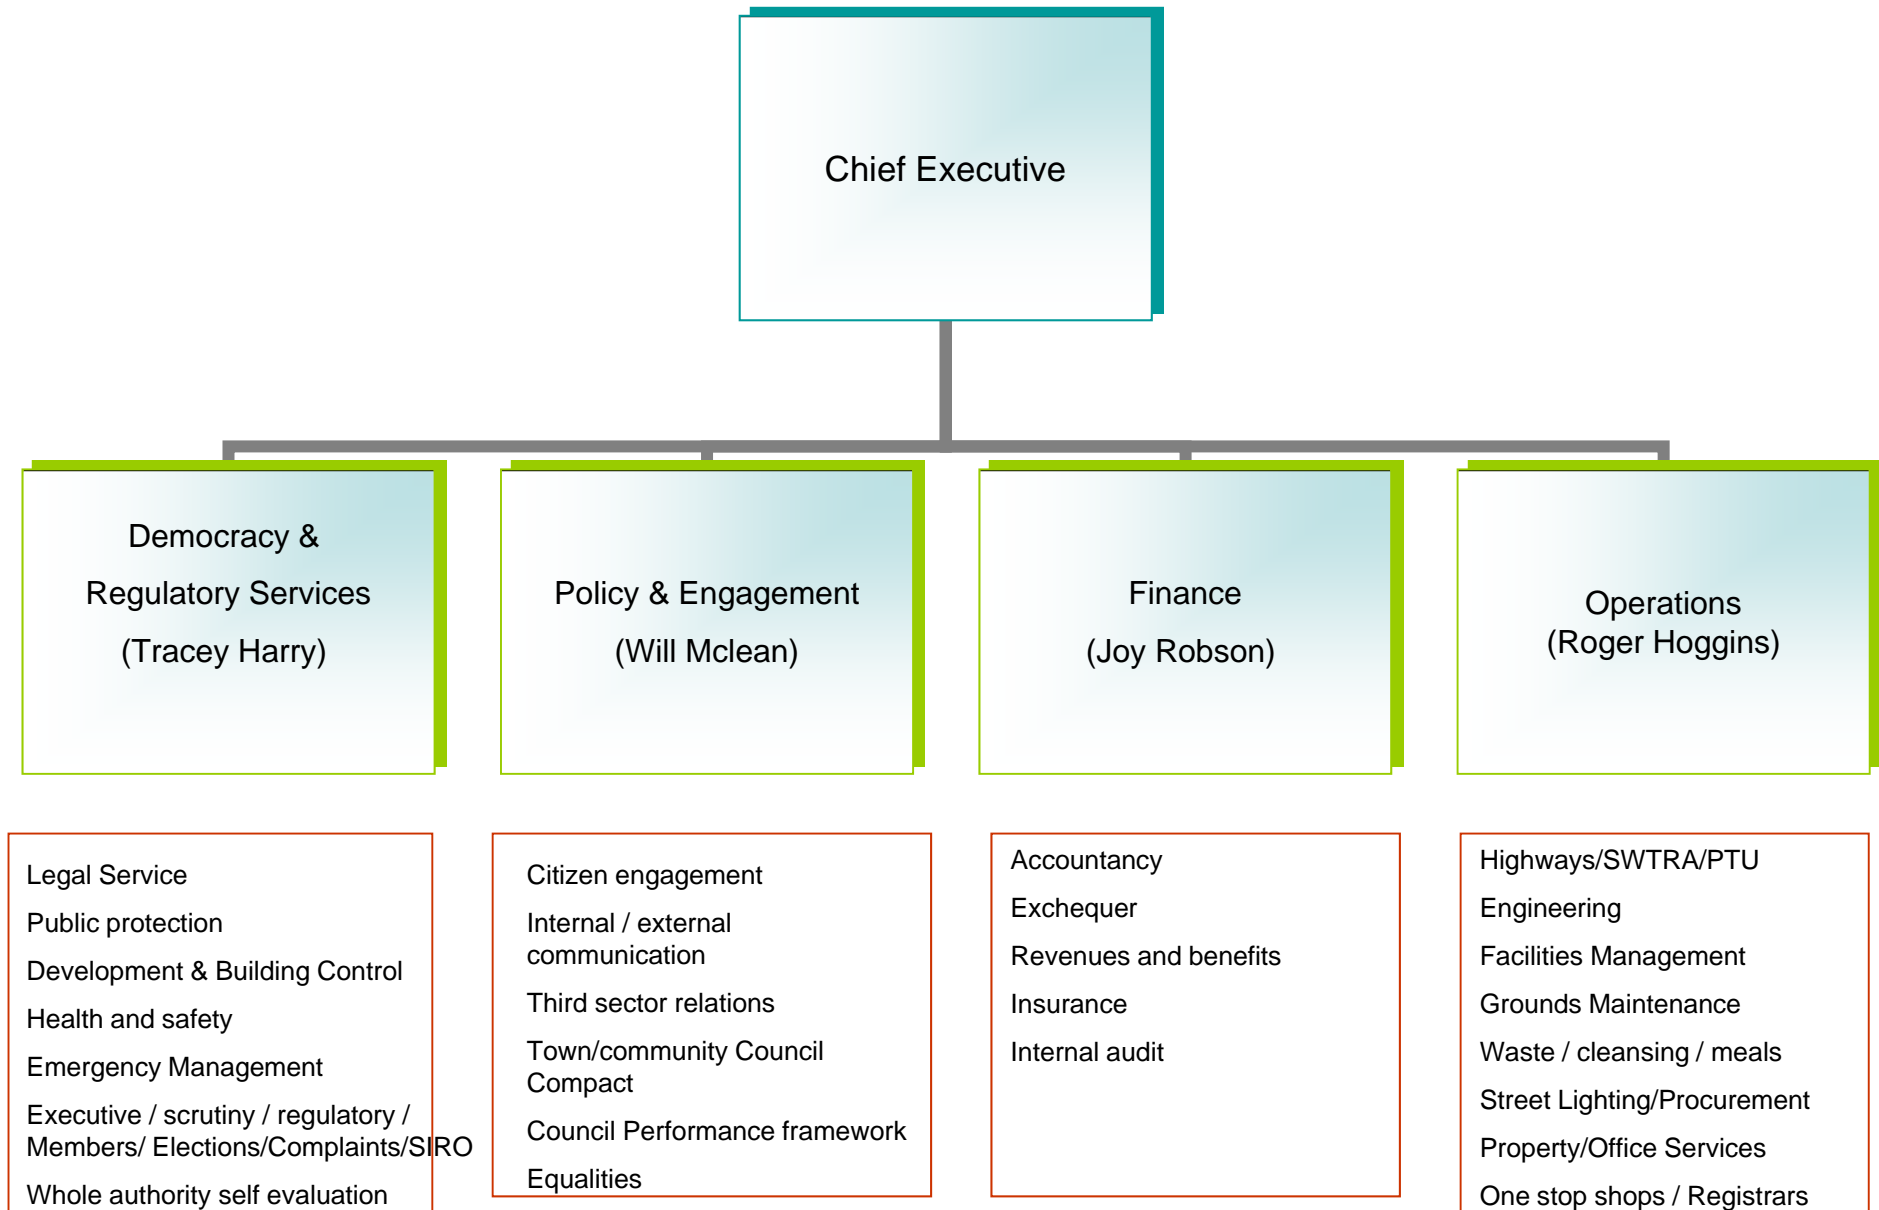 Chief Executive
Democracy &
Regulatory Services
(Tracey Harry)
Policy & Engagement
(Will Mclean)
Finance
(Joy Robson)
Operations
(Roger Hoggins)
Legal Service
Public protection
Development & Building Control
Health and safety
Emergency Management
Executive / scrutiny / regulatory /
Members/ Elections/Complaints/SIRO
Whole authority self evaluation
Citizen engagement
Internal / external
communication
Third sector relations
Town/community Council
Compact
Council Performance framework
Equalities
Accountancy
Exchequer
Revenues and benefits
Insurance
Internal audit
Highways/SWTRA/PTU
Engineering
Facilities Management
Grounds Maintenance
Waste / cleansing / meals
Street Lighting/Procurement
Property/Office Services
One stop shops / Registrars